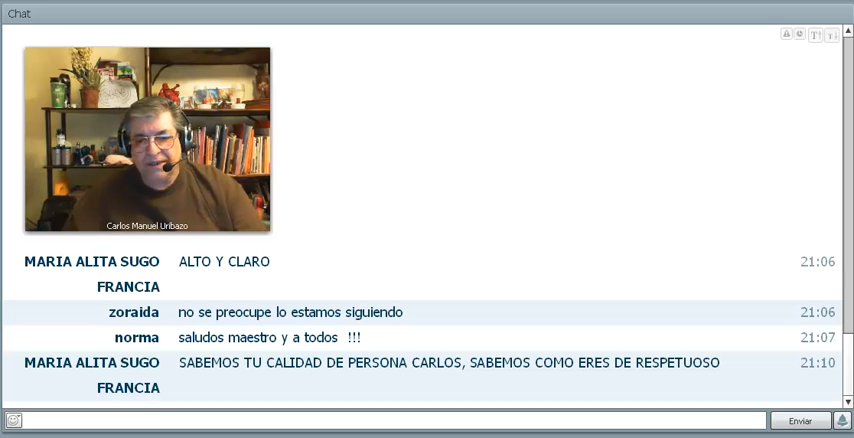 Chat
Carlos Manuel Uribazo
MARIA ALITA SUGO FRANCIA ALTO Y CLARO 21:06
zoraida no se preocupe lo estamos siguiendo 21:06
norma saludos maestro y a todos !!! 21:07
MARIA ALITA SUGO FRANCIA SABEMOS TU CALIDAD DE PERSONA CARLOS, SABEMOS COMO ERES DE RESPETUOSO 21:10
Enviar